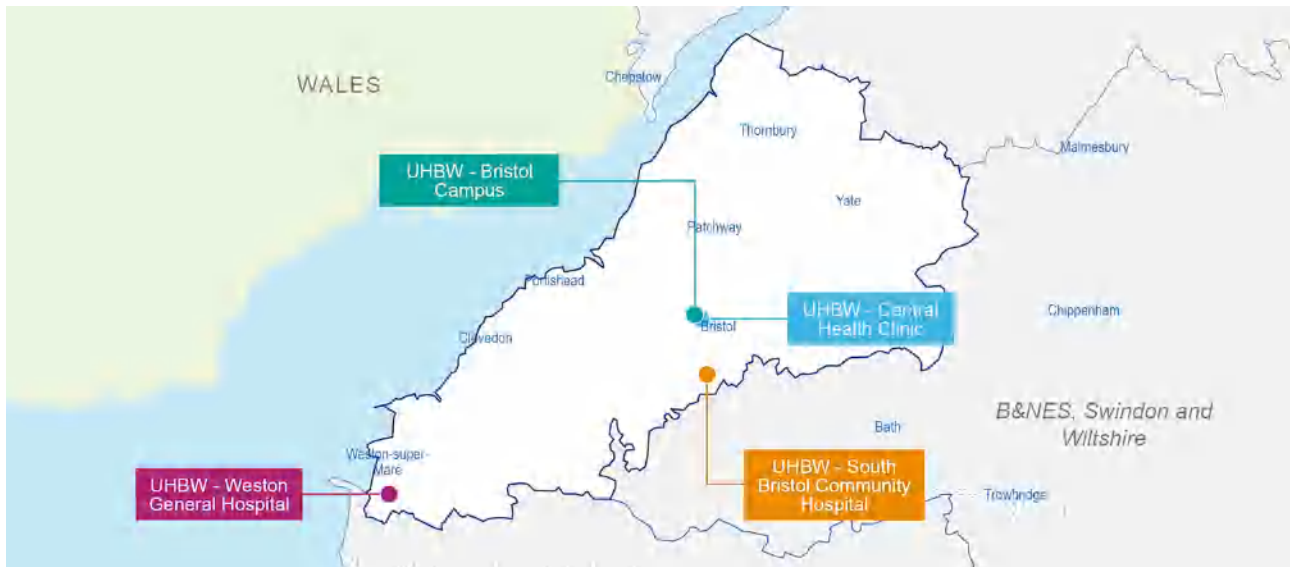 WALES
Chepstow
Thornbury
Malmesbury
UHBW - Bristol
Campus
Yate
Patchway
Portishead
UHBW - Central
Health Clinic
Chippenham
Bristol
Clevedon
B&NES, Swindon and
Wiltshire
Bath
Weston-super-
Mare
UHBW - South
Bristol Community
Hospital
UHBW - Weston
General Hospital
Trowbridge